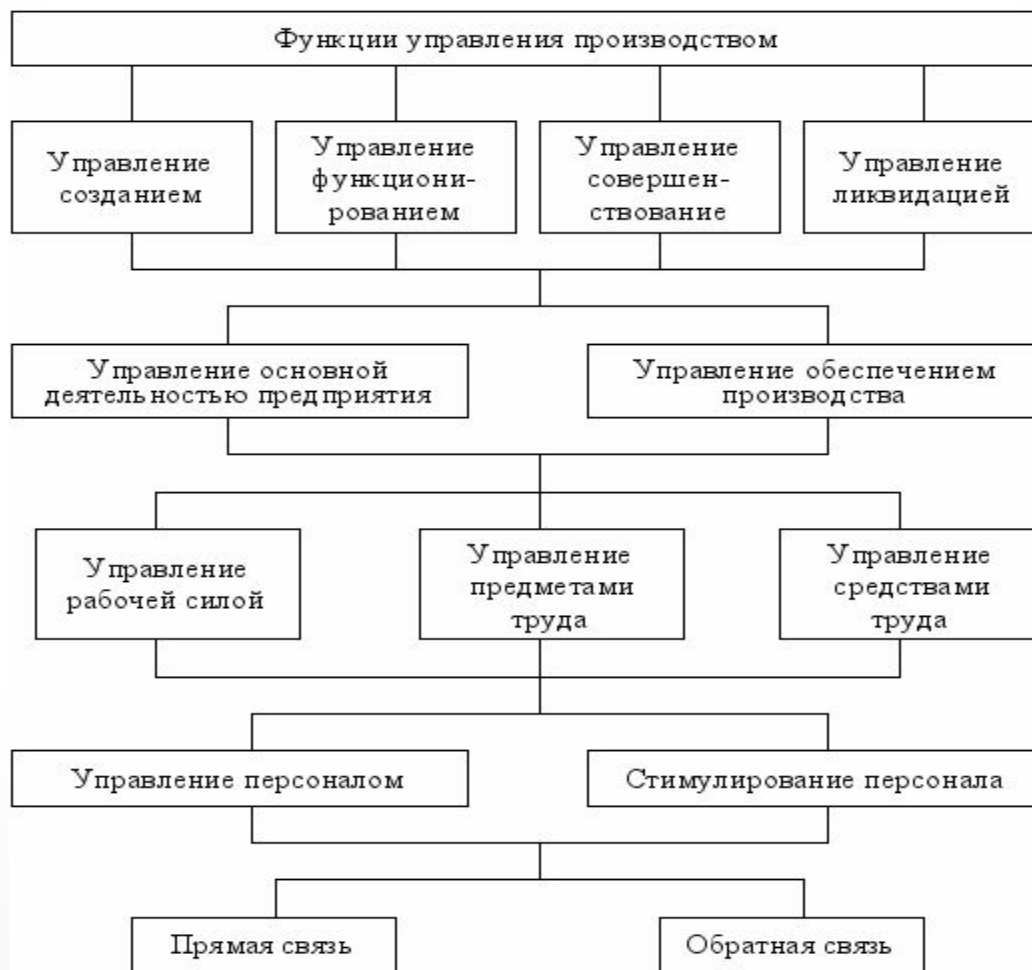 Функции управления производством
Управление
созданием
Управление
функциони-
рованием
Управление
совершен-
ствование
Управление
ликвидацией
Управление основной
деятельностью предприятия
Управление обеспечением
производства
Управление
рабочей силой
Управление
предметами
труда
Управление
средствами
труда
Управление персоналом
Стимулирование персонала
Прямая связь
Обратная связь